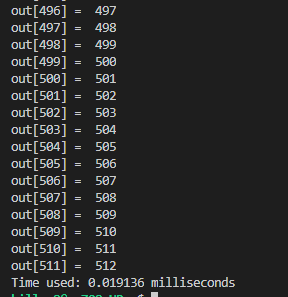 out[496] =  497
out[497] =  498
out[498] =  499
out[499] =  500
out[500] =  501
out[501] =  502
out[502] =  503
out[503] =  504
out[504] =  505
out[505] =  506
out[506] =  507
out[507] =  508
out[508] =  509
out[509] =  510
out[510] =  511
out[511] =  512
Time used: 0.019136 milliseconds